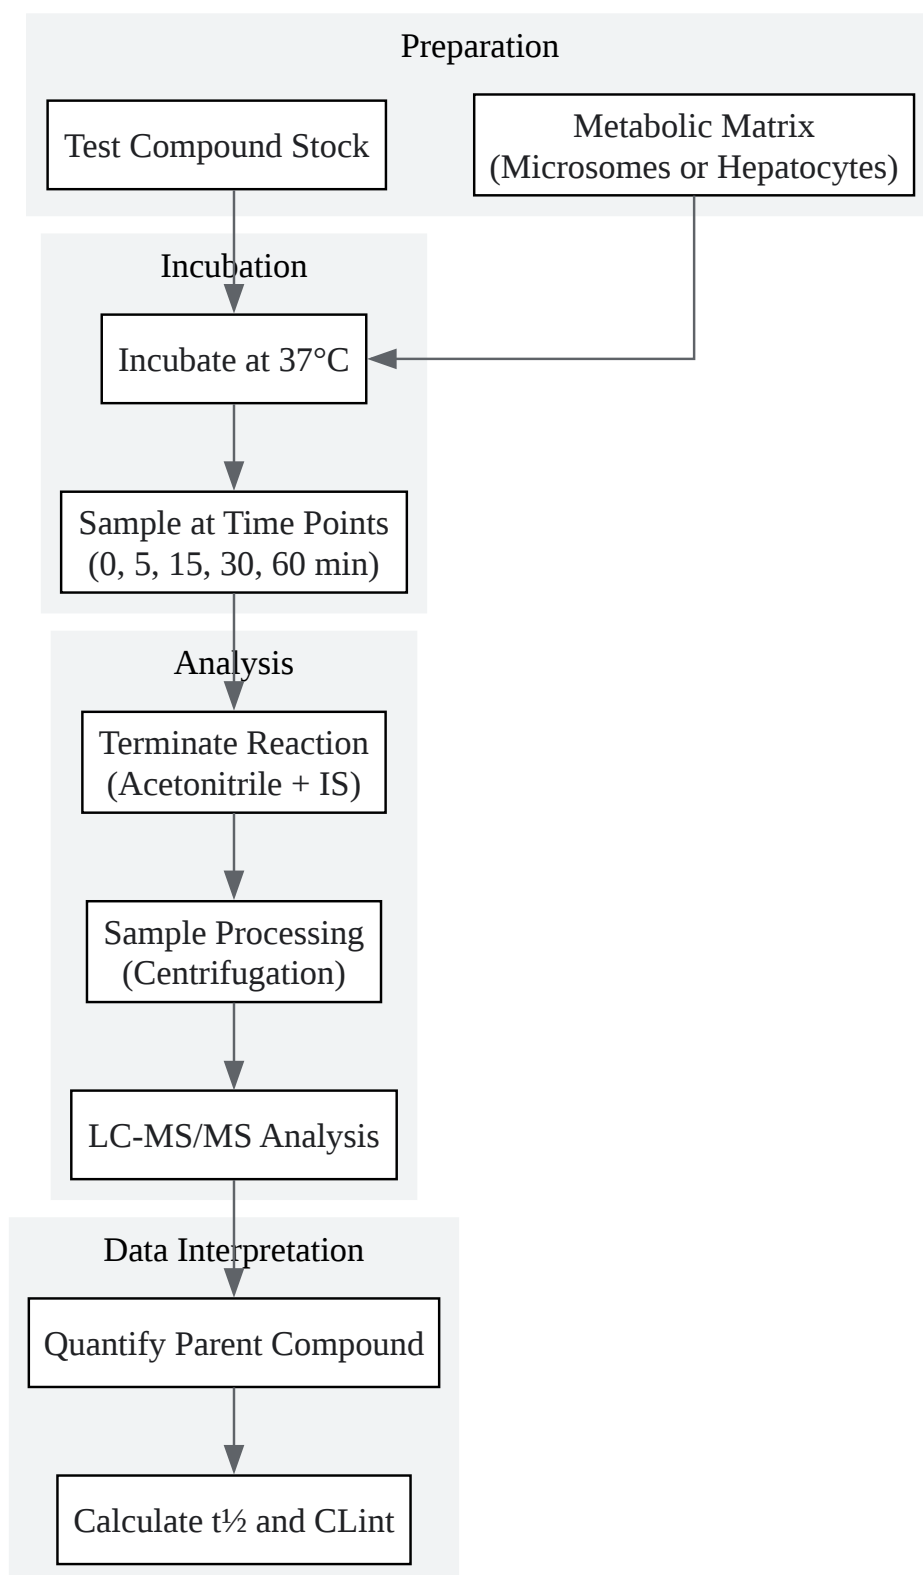 Preparation
Test Compound Stock
Metabolic Matrix
(Microsomes or Hepatocytes)
Incubation
Incubate at 37°C
Sample at Time Points
(0, 5, 15, 30, 60 min)
Analysis
Terminate Reaction
(Acetonitrile + IS)
Sample Processing
(Centrifugation)
LC-MS/MS Analysis
Data Interpretation
Quantify Parent Compound
Calculate t½ and CLint